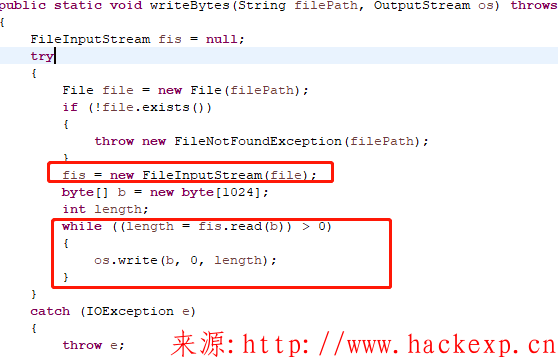 public static void writeBytes(String filePath, OutputStream os) throws
{
FileInputStream fis = null;
try
{
File file = new File(filePath);
if (!file.exists())
{
throw new FileNotFoundException(filePath);
}
fis = new FileInputStream(file);
byte[] b = new byte[1024];
int length;
while ((length = fis.read(b)) > 0)
{
os.write(b, 0, length);
}
}
catch (IOException e)
{
throw e;
来源:http://www.hackexp.cn